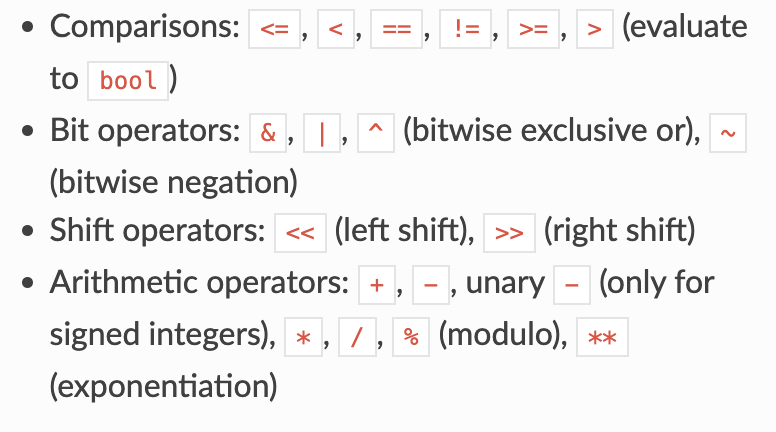 • Comparisons: <=, <, ==, !=, >=, > (evaluate
to bool)
• Bit operators: &, |, ^ (bitwise exclusive or), ~
(bitwise negation)
• Shift operators: << (left shift), >> (right shift)
• Arithmetic operators: +, -, unary - (only for
signed integers), *, /, % (modulo), **
(exponentiation)